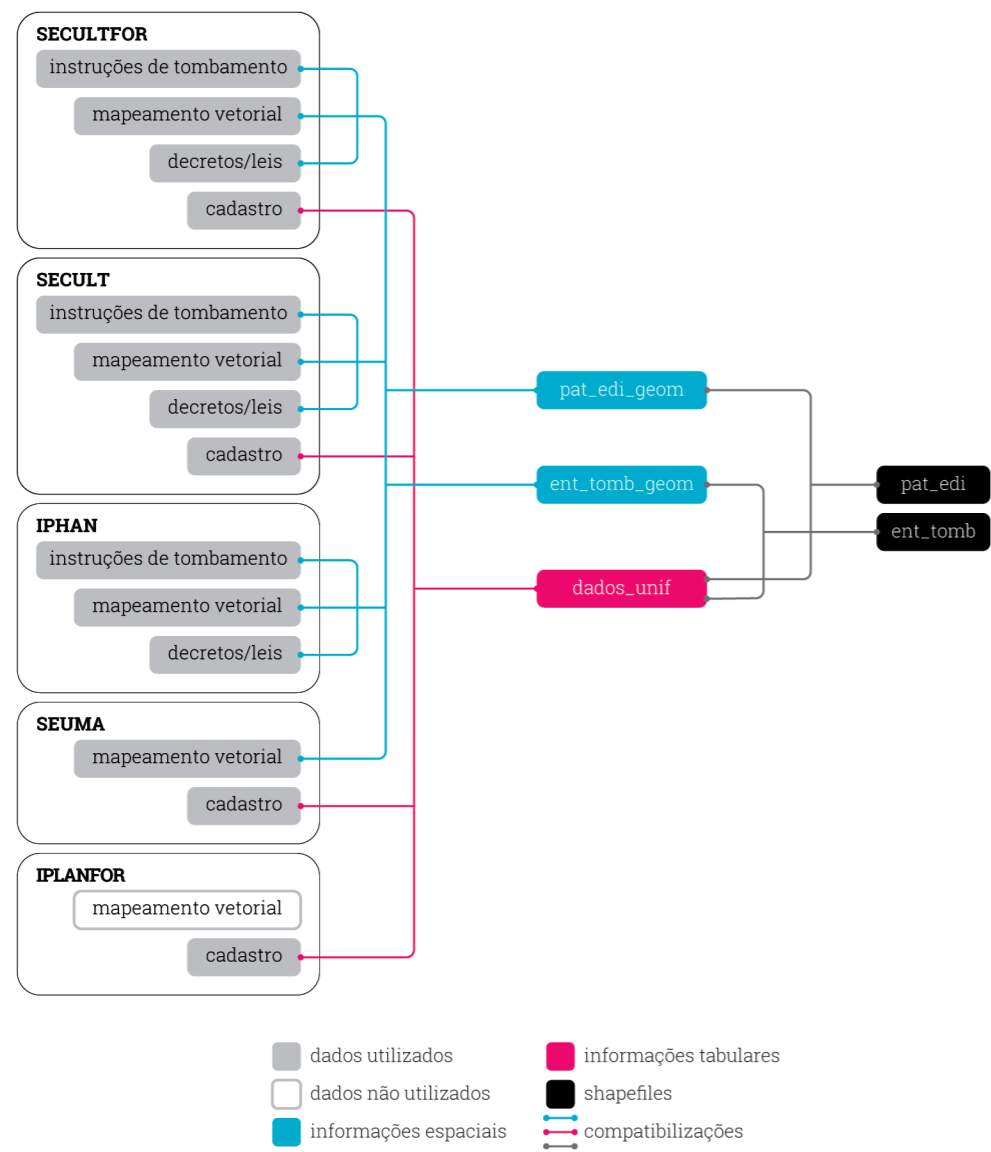 SECULTFOR
instruções de tombamento
mapeamento vetorial
decretos/leis
cadastro
SECULT
instruções de tombamento
mapeamento vetorial
decretos/leis
cadastro
IPHAN
instruções de tombamento
mapeamento vetorial
decretos/leis
SEUMA
mapeamento vetorial
cadastro
IPLANFOR
mapeamento vetorial
cadastro
pat_edi_geom
ent_tomb_geom
dados_unif
pat_edi
ent_tomb
dados utilizados
dados não utilizados
informações espaciais
informações tabulares
shapefiles
compatibilizações